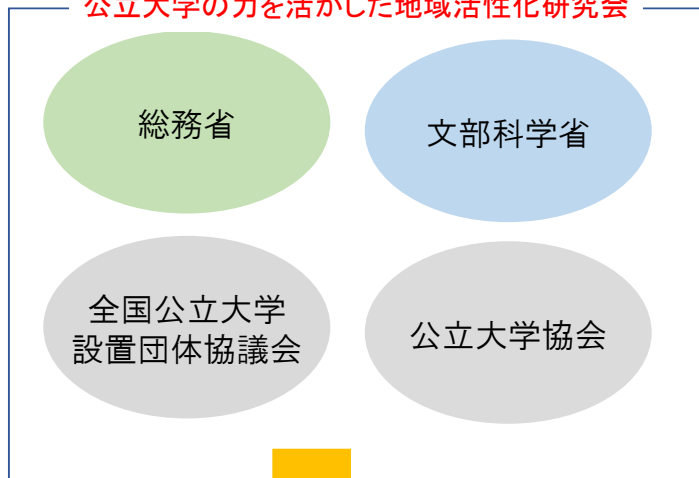 公立大学の力を活かした地域活性化研究会
総務省
文部科学省
全国公立大学
設置団体協議会
公立大学協会